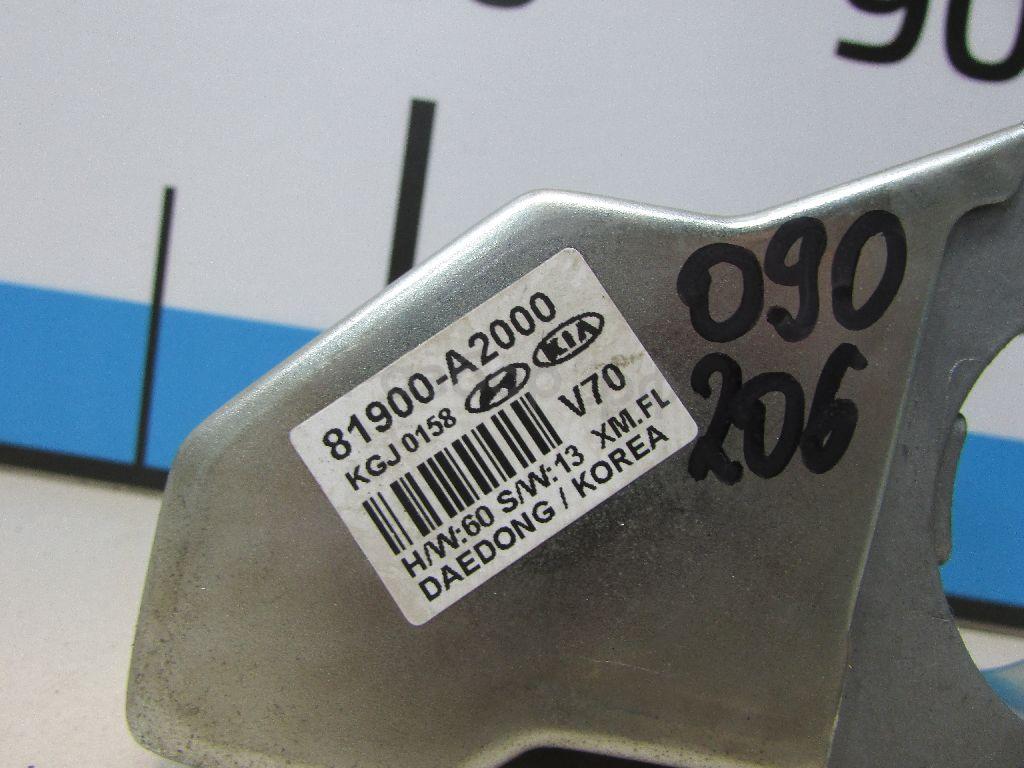 90
81900-A2000
KGJ 0158 H KIA
V70
H/W:60 S/W:13 XM.FL
DAEDONG / KOREA
090
206